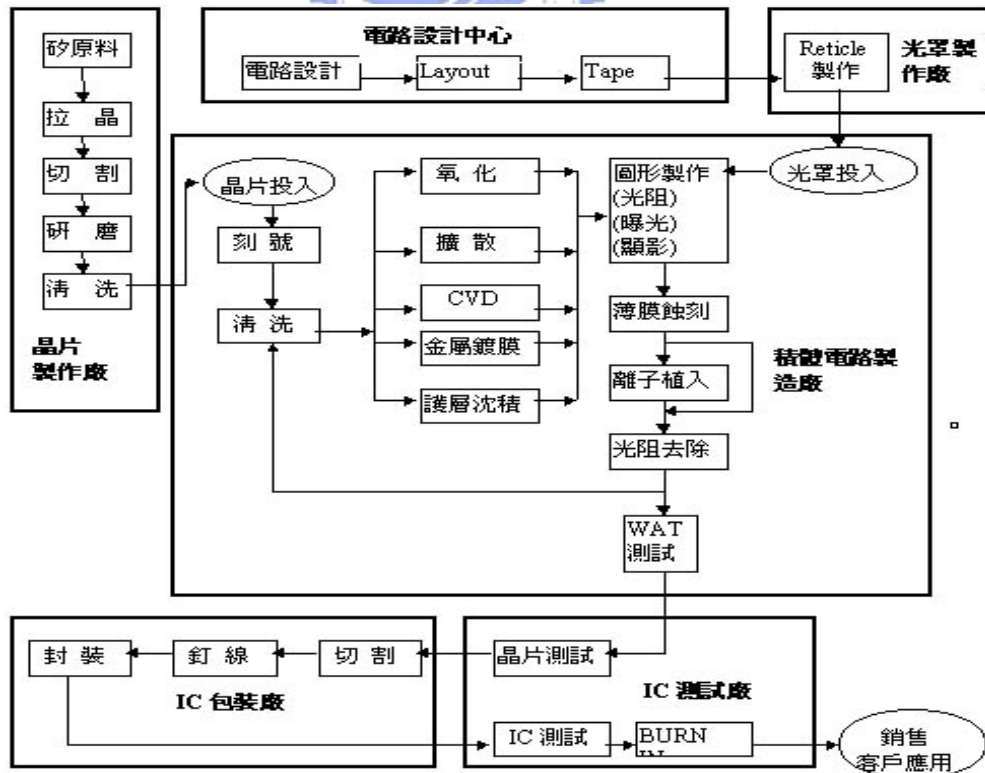 矽原料
拉 晶
切 割
研 磨
清 洗
晶片
製作廠
電路設計中心
電路設計
Layout
Tape
Reticle
製作
光罩製
作廠
晶片投入
刻 號
清 洗
氧 化
擴 散
CVD
金屬鍍膜
護層沈積
圖形製作
(光阻)
(曝光)
(顯影)
光罩投入
薄膜蝕刻
離子植入
光阻去除
WAT
測試
積體電路製
造廠
封 裝
釘 線
切 割
IC 包裝廠
晶片測試
IC 測試廠
IC 測試
BURN
IN
銷售
客戶應用